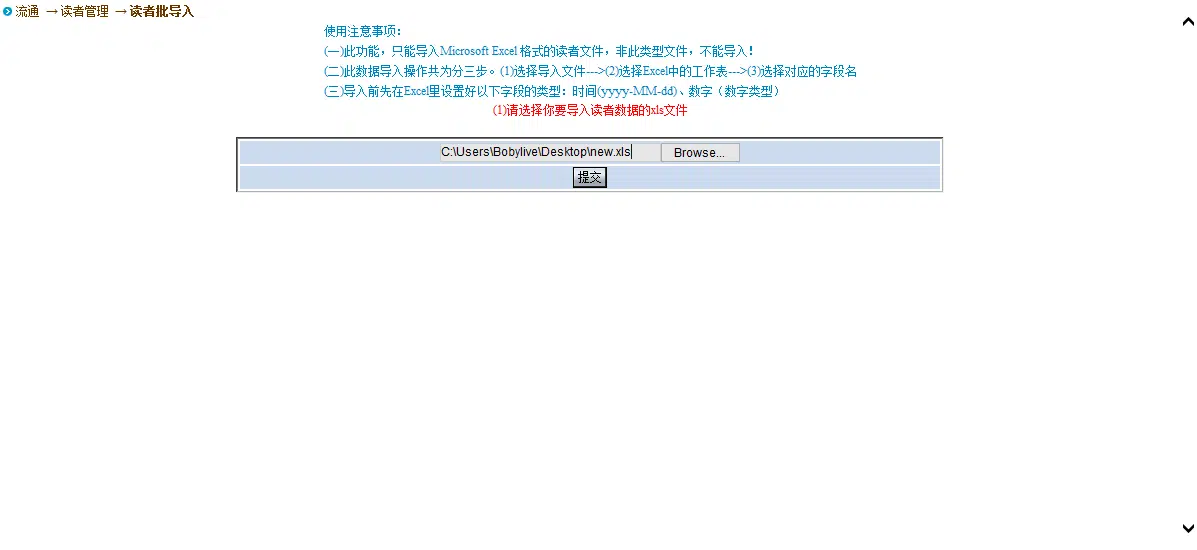 流通 →读者管理 →读者批导入
使用注意事项：
(一)此功能，只能导入Microsoft Excel 格式的读者文件，非此类型文件，不能导入！
(二)此数据导入操作共为分三步。(1)选择导入文件--->(2)选择Excel中的工作表--->(3)选择对应的字段名
(三)导入前先在Excel里设置好以下字段的类型：时间(yyyy-MM-dd)、数字（数字类型）
(1)请选择你要导入读者数据的xls文件
C:\Users\Bobylive\Desktop\new.xls Browse...
提交